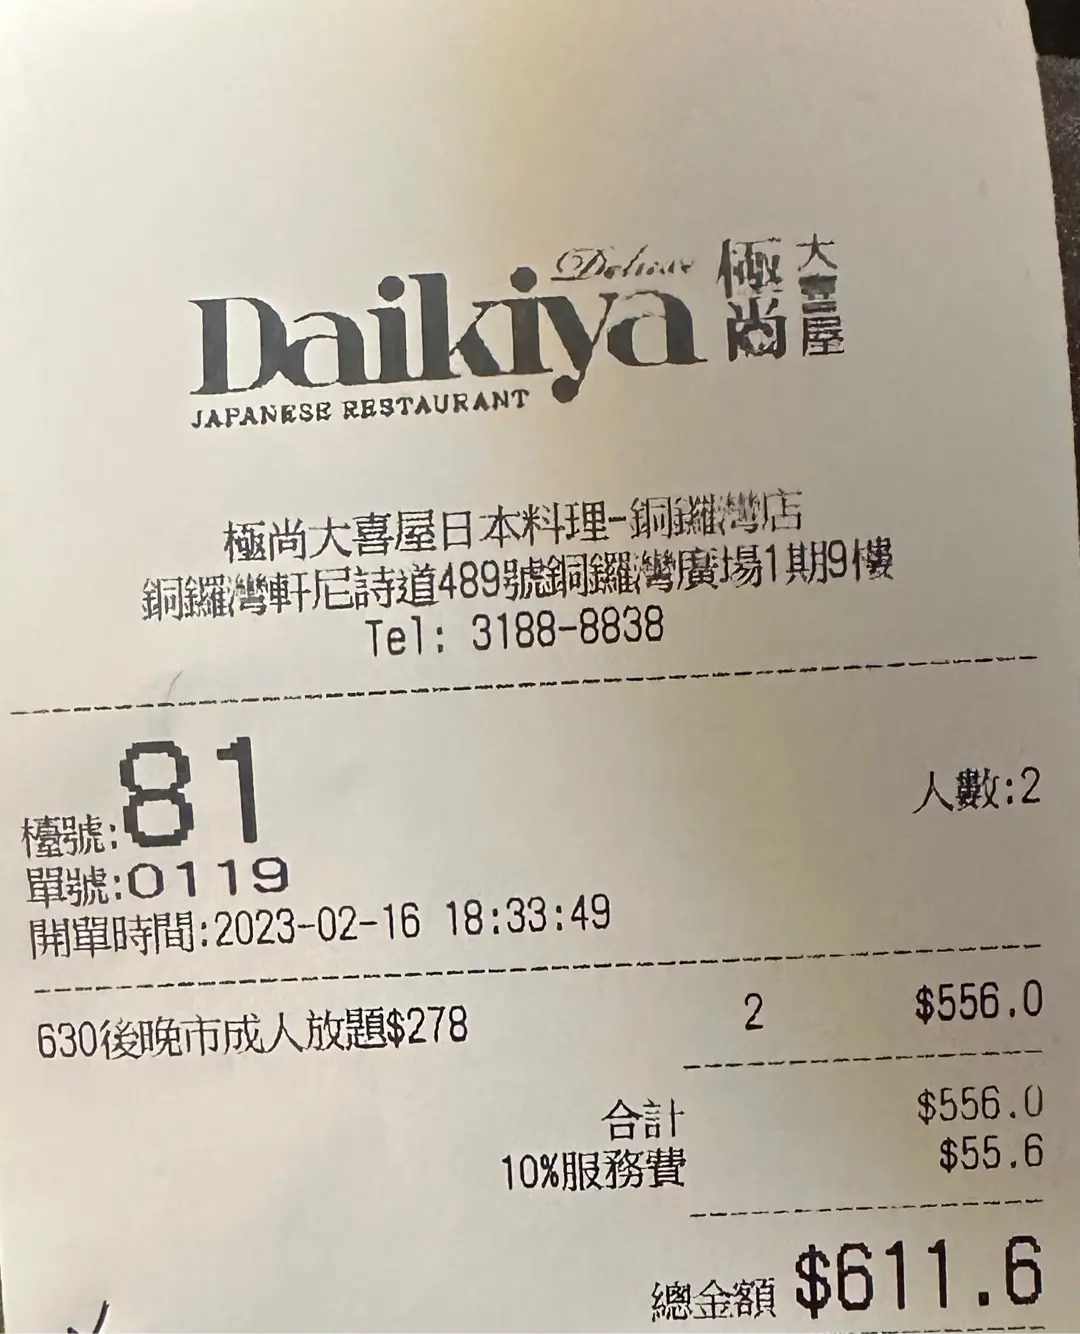 Deluxe
Daikiya 極尚 大喜屋
JAPANESE RESTAURANT
極尚大喜屋日本料理-銅鑼灣店
銅鑼灣軒尼詩道489號銅鑼灣廣場1期9樓
Tel: 3188-8838
檯號:81 人數:2
單號:0119
開單時間:2023-02-16 18:33:49
630後晚市成人放題$278 2 $556.0
合計 $556.0
10%服務費 $55.6
總金額 $611.6